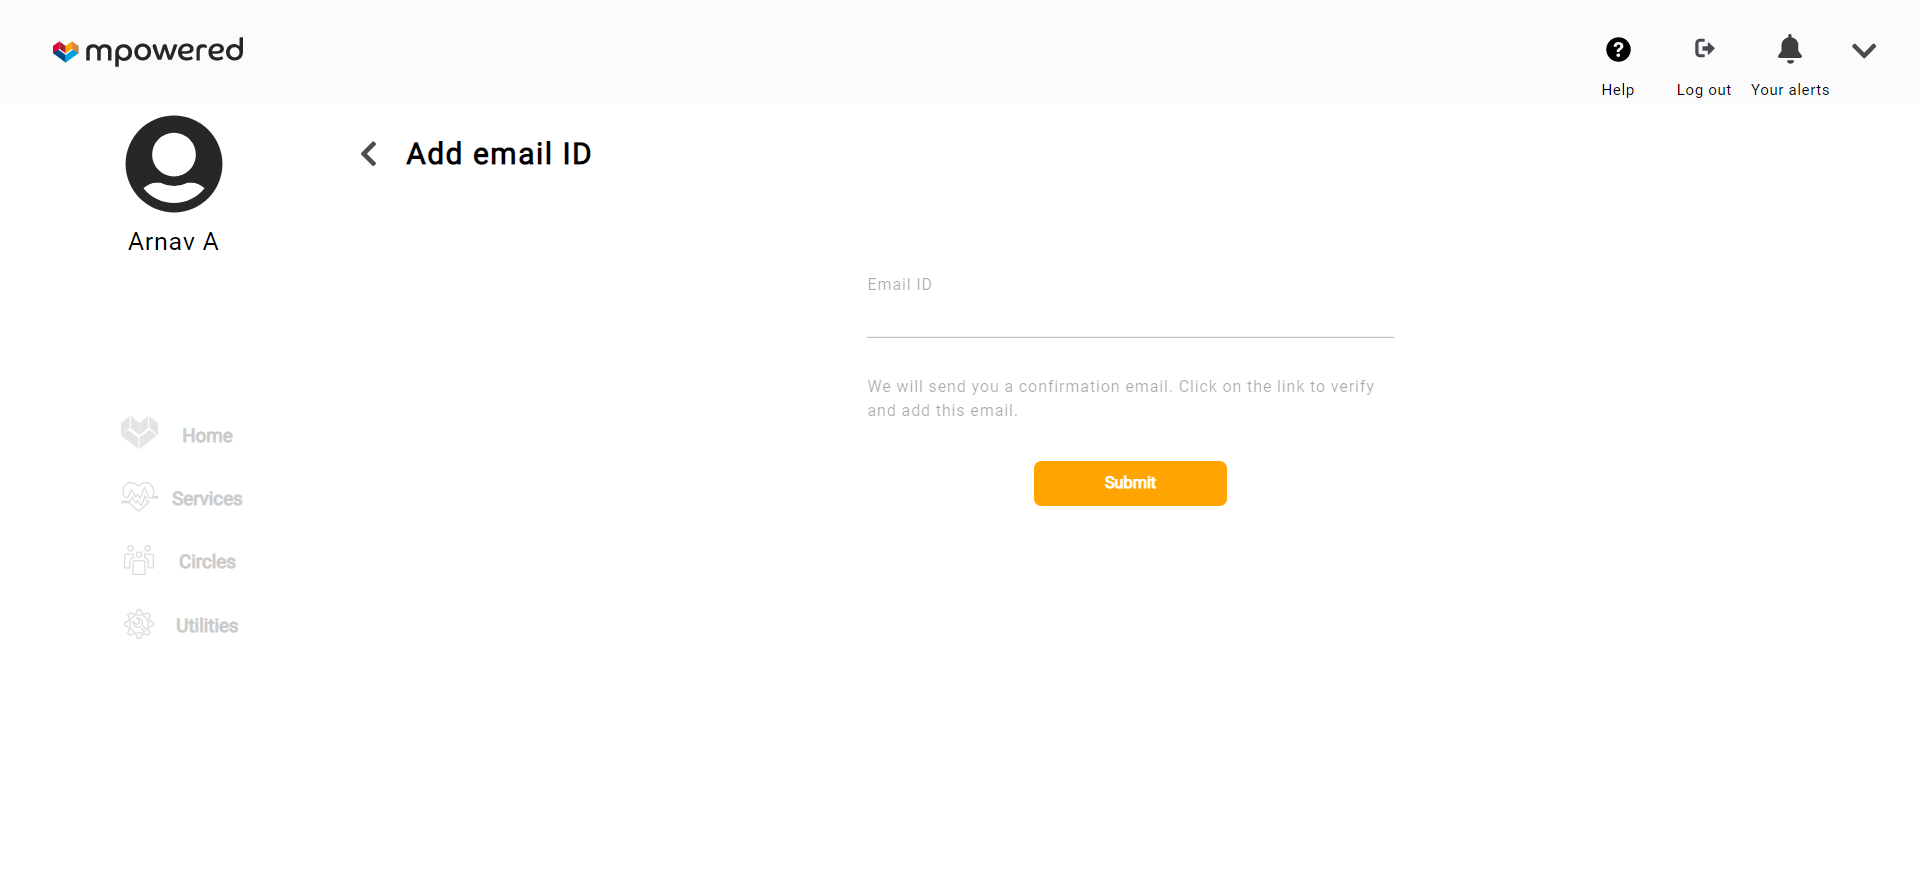 mpowered
Help
Log out
Your alerts
Arnav A
Add email ID
Email ID
We will send you a confirmation email. Click on the link to verify
and add this email.
Submit
Home
Services
Circles
Utilities